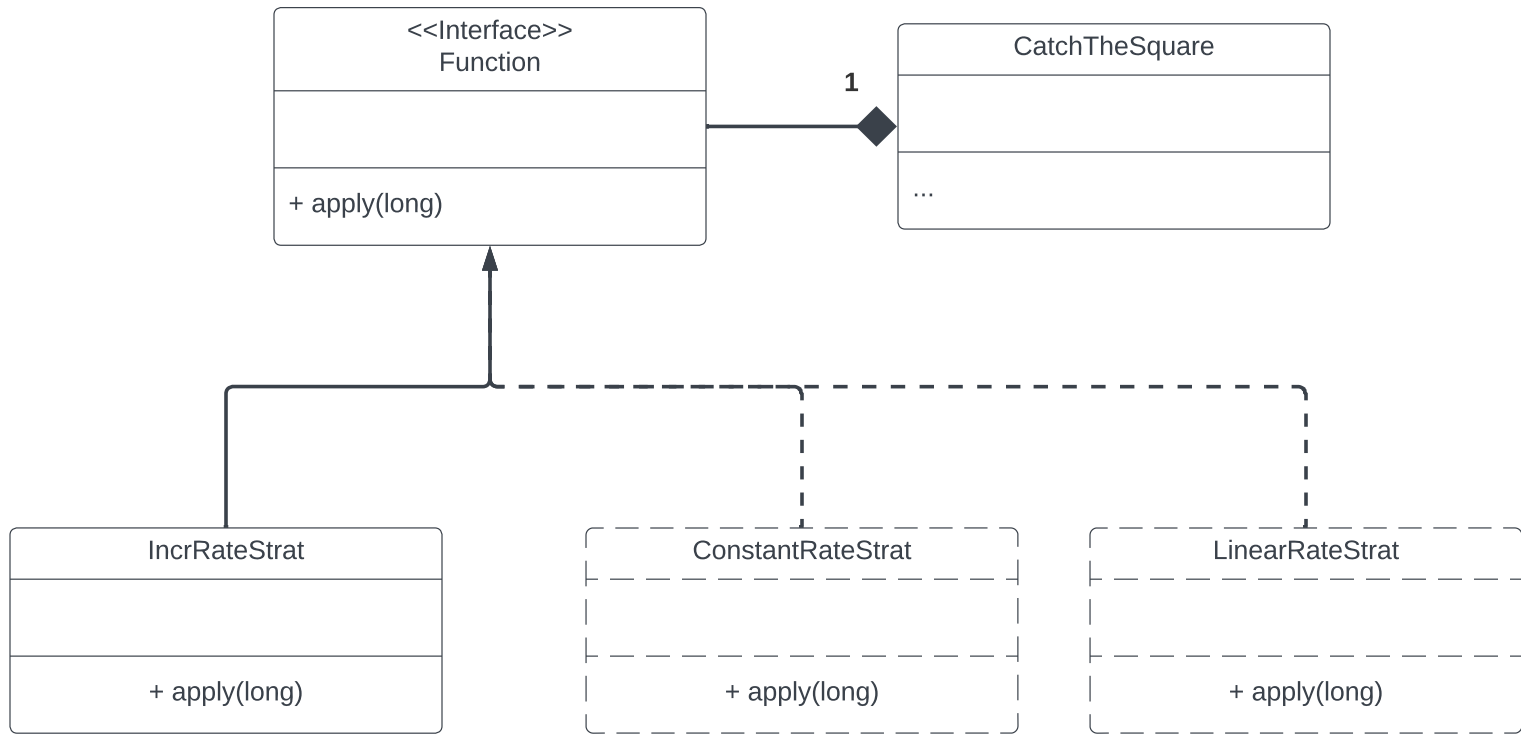 <<Interface>>
Function
+ apply(long)
1
CatchTheSquare
...
IncrRateStrat
+ apply(long)
ConstantRateStrat
+ apply(long)
LinearRateStrat
+ apply(long)